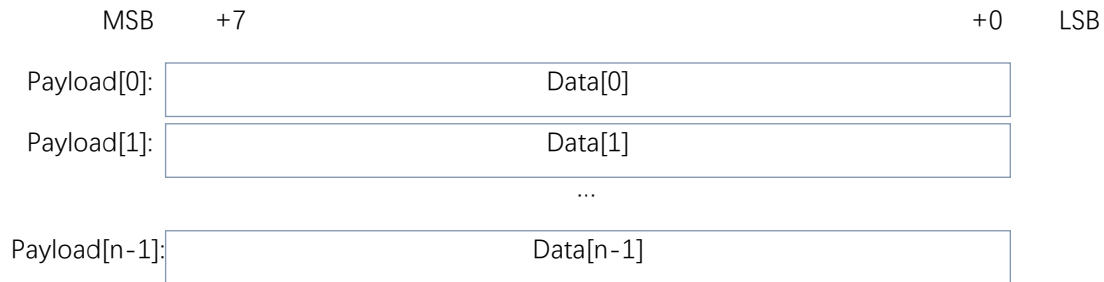 MSB +7 +0 LSB
Payload[0]: Data[0]
Payload[1]: Data[1]
...
Payload[n-1]: Data[n-1]